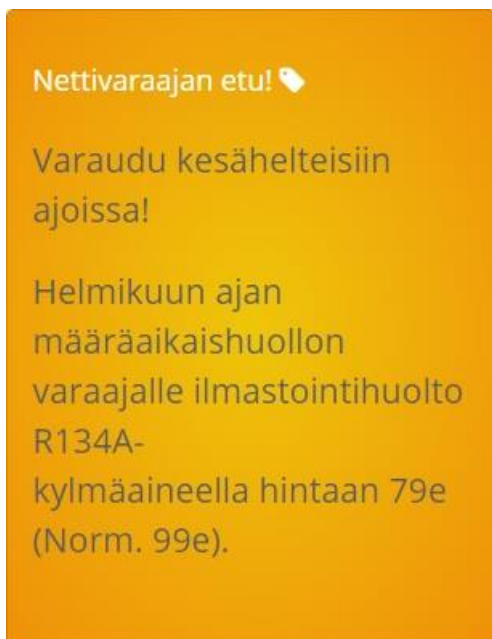 Nettivaraajan etu!
Varaudu kesähelteisiin
ajoissa!
Helmikuun ajan
määräaikaishuollon
varaajalle ilmastointihuolto
R134A-
kylmäaineella hintaan 79e
(Norm. 99e).